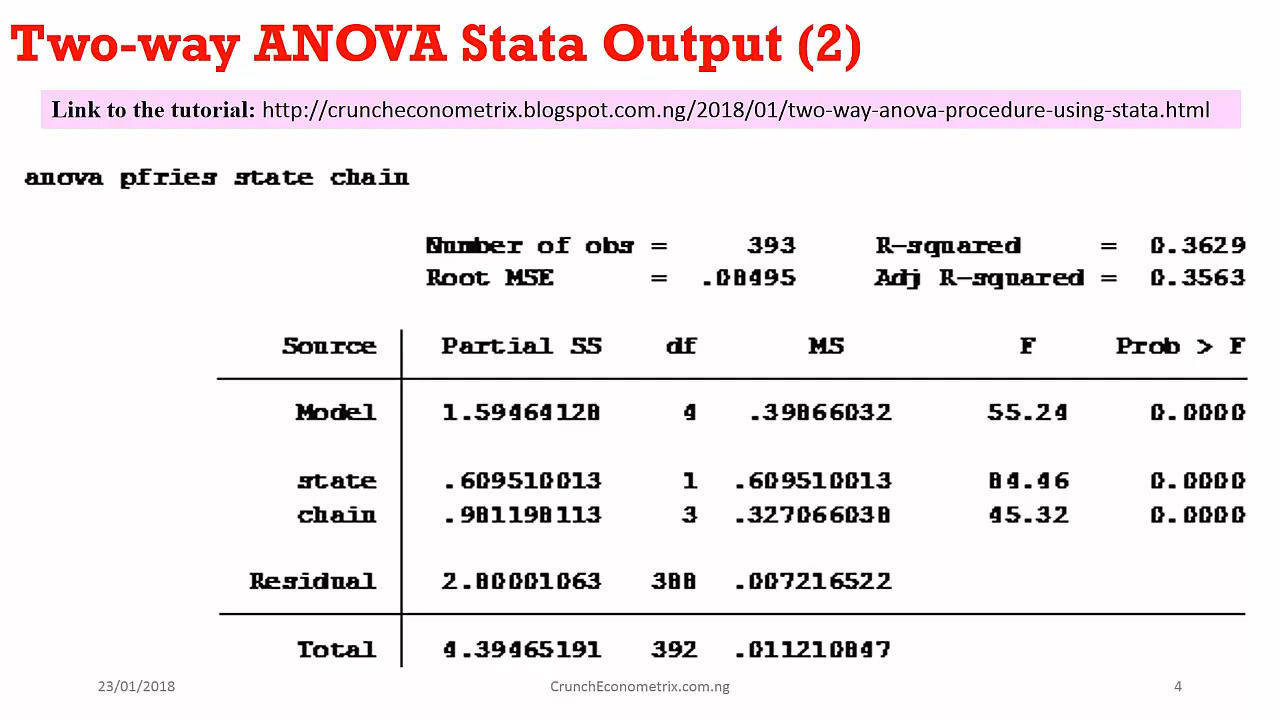 Two-way ANOVA Stata Output (2)
Link to the tutorial: http://cruncheconometrix.blogspot.com.ng/2018/01/two-way-anova-procedure-using-stata.html
anova pfries state chain
Number of obs = 393 R-squared = 0.3629
Root MSE = .08495 Adj R-squared = 0.3563
Source Partial SS df MS F Prob > F
Model 1.59464128 4 .39866032 55.24 0.0000
state .609510013 1 .609510013 84.46 0.0000
chain .981198113 3 .327066038 45.32 0.0000
Residual 2.80001063 388 .007216522
Total 4.39465191 392 .011210847
23/01/2018 CrunchEconometrix.com.ng 4